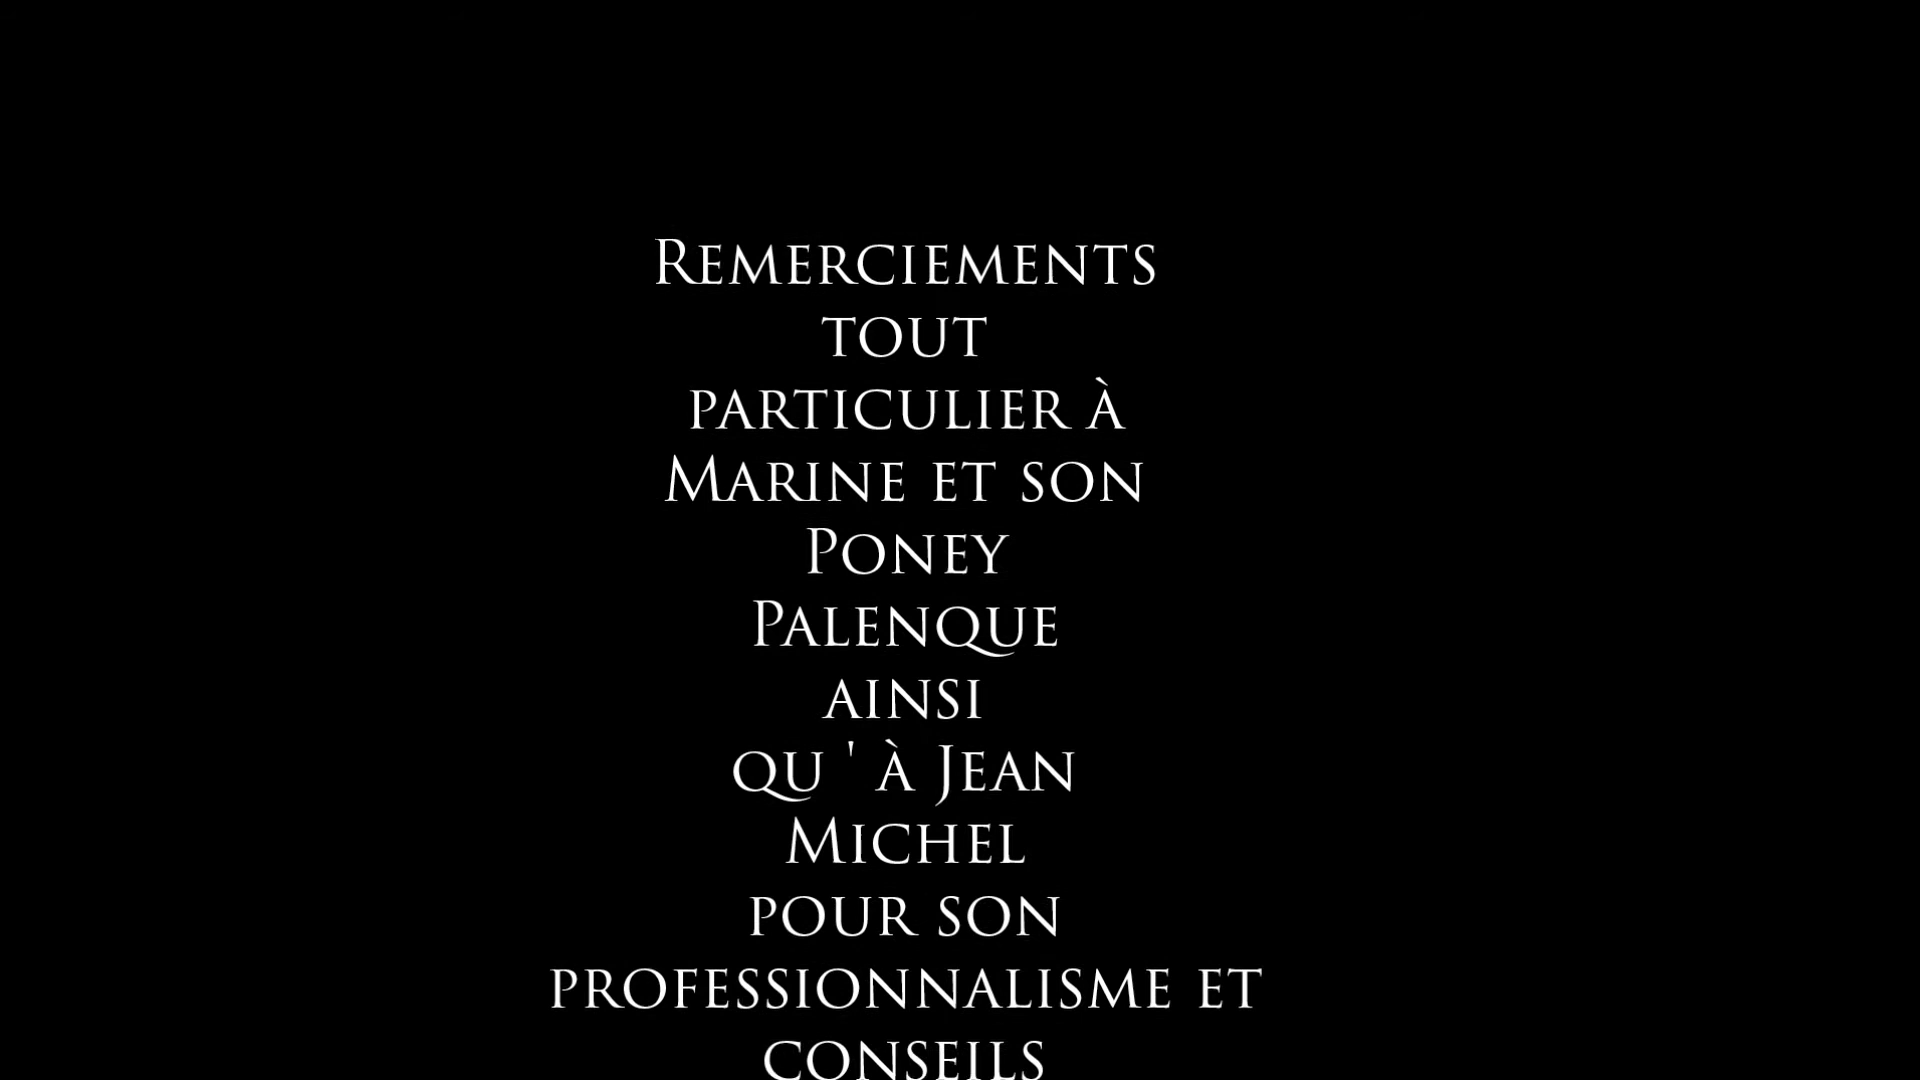 Remerciements
tout
particulier à
Marine et son
Poney
Palenque
ainsi
qu ' à Jean
Michel
pour son
professionnalisme et
conseils